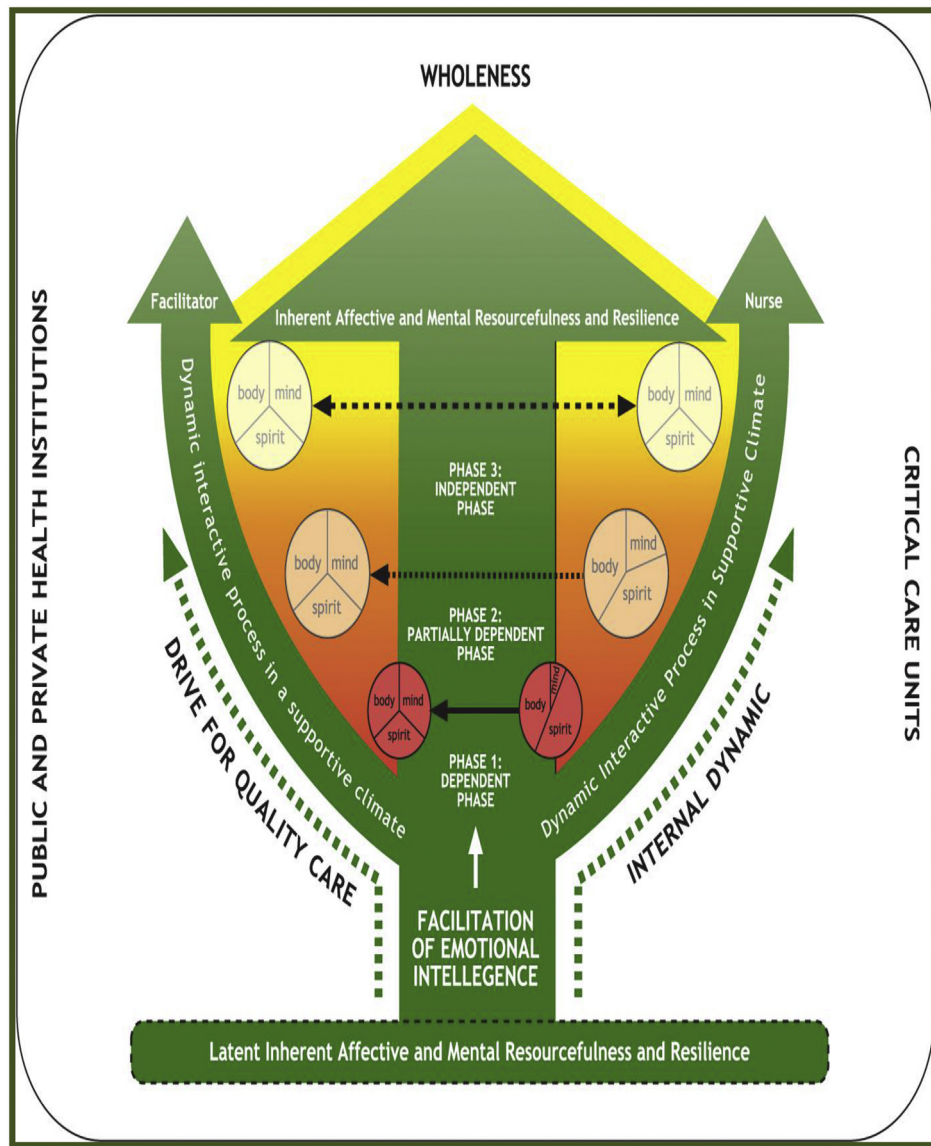 WHOLENESS
Facilitator
Nurse
Inherent Affective and Mental Resourcefulness and Resilience
PUBLIC AND PRIVATE HEALTH INSTITUTIONS
CRITICAL CARE UNITS
Dynamic interactive process in a supportive climate
Dynamic Interactive Process in Supportive Climate
body
mind
spirit
body
mind
spirit
PHASE 3:
INDEPENDENT
PHASE
body
mind
spirit
mind
body
spirit
PHASE 2:
PARTIALLY DEPENDENT
PHASE
body
mind
spirit
mind
body
spirit
PHASE 1:
DEPENDENT
PHASE
DRIVE FOR QUALITY CARE
INTERNAL DYNAMIC
FACILITATION
OF EMOTIONAL
INTELLEGENCE
Latent Inherent Affective and Mental Resourcefulness and Resilience